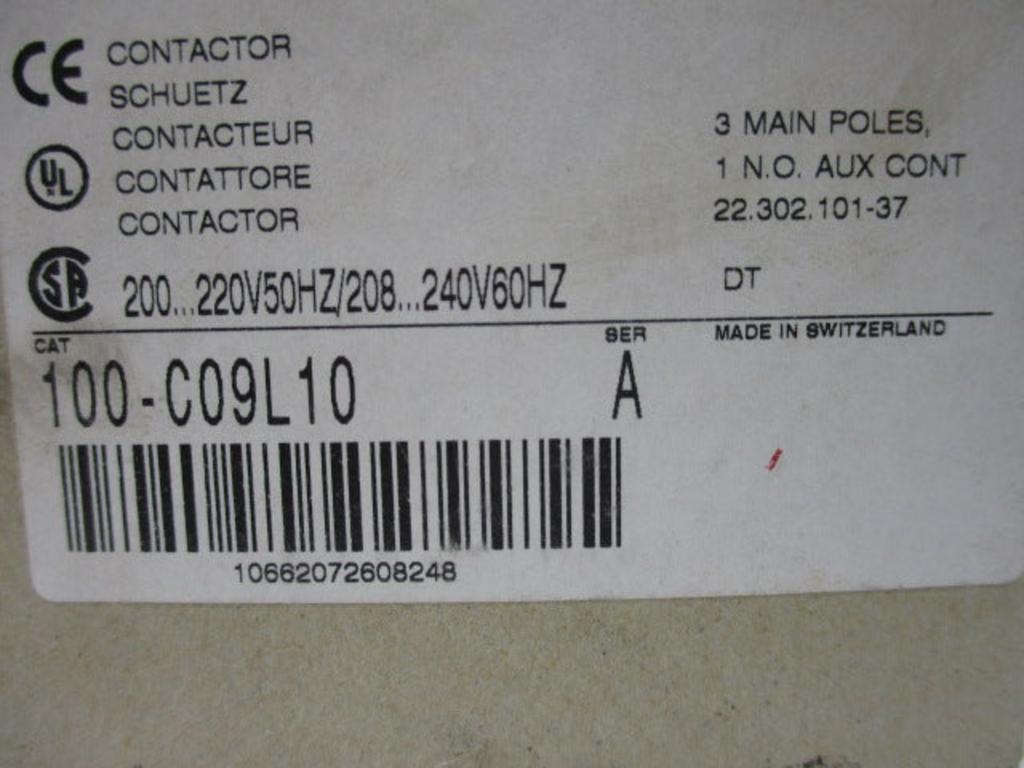 CE CONTACTOR
SCHUETZ
CONTACTEUR
UL CONTATTORE
CONTACTOR
3 MAIN POLES,
1 N.O. AUX CONT
22.302.101-37
SA 200...220V50HZ/208...240V60HZ
DT
CAT
SER
MADE IN SWITZERLAND
100-C09L10
A
10662072608248